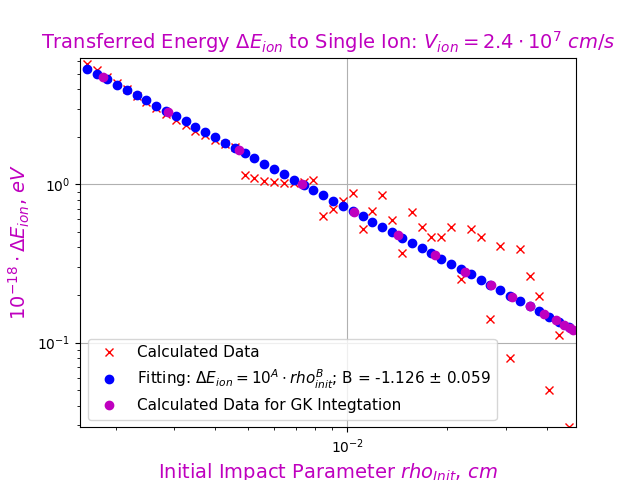 Transferred Energy ΔE_ion to Single Ion: V_ion = 2.4 · 10^7 cm/s
10^-18 · ΔE_ion, eV
10^0
10^-1
Calculated Data
Fitting: ΔE_ion = 10^A · rho_init^B; B = -1.126 ± 0.059
Calculated Data for GK Integtation
10^-2
Initial Impact Parameter rho_Init, cm